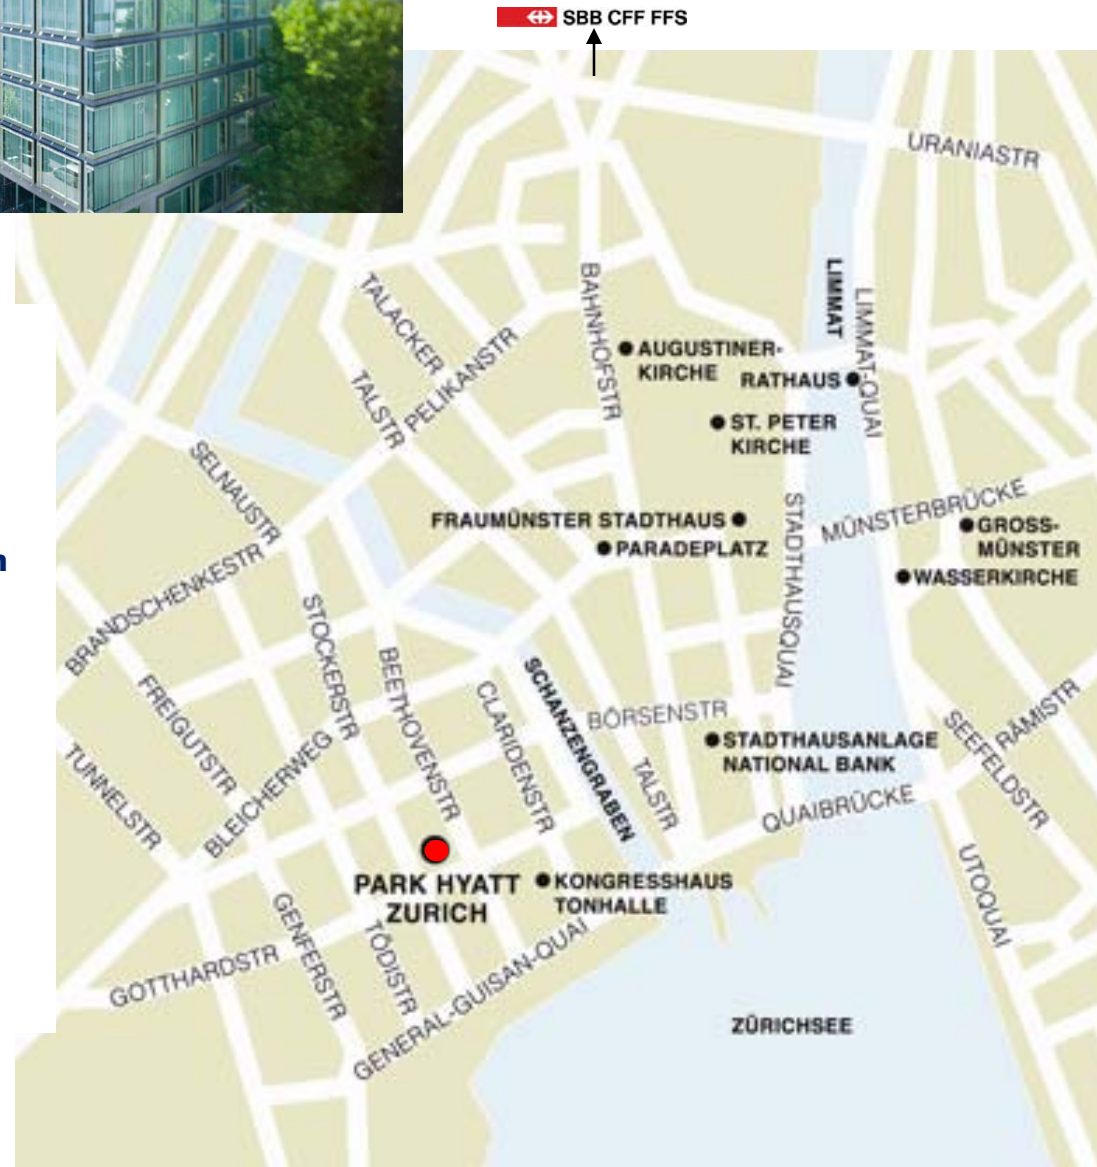 SBB CFF FFS
URANIASTR
LIMMAT
LIMMAT-QUAI
BAHNHOFSTR
TALACKER
PELIKANSTR
TALSTR
AUGUSTINER-
KIRCHE
RATHAUS
ST. PETER
KIRCHE
SELNAUSTR
FRAUMÜNSTER STADTHAUS
PARADEPLATZ
STADTHAUSQUAI
MÜNSTERBRÜCKE
GROSS-
MÜNSTER
WASSERKIRCHE
n
BRANDSCHENKESTR
STOCKERSTR
BEETHOVENSTR
FREIGUTSTR
CLARIDENSTR
SCHANZENGRABEN
BÖRSENSTR
STADTHAUSANLAGE
NATIONAL BANK
SEEFELDSTR
RÄMISTR
TUNNELSTR
BLEICHERWEG
TALSTR
QUAIBRÜCKE
UTOQUAI
PARK HYATT
ZURICH
KONGRESSHAUS
TONHALLE
GENFERSTR
TÖDISTR
GOTTHARDSTR
GENERAL-GUISAN-QUAI
ZÜRICHSEE